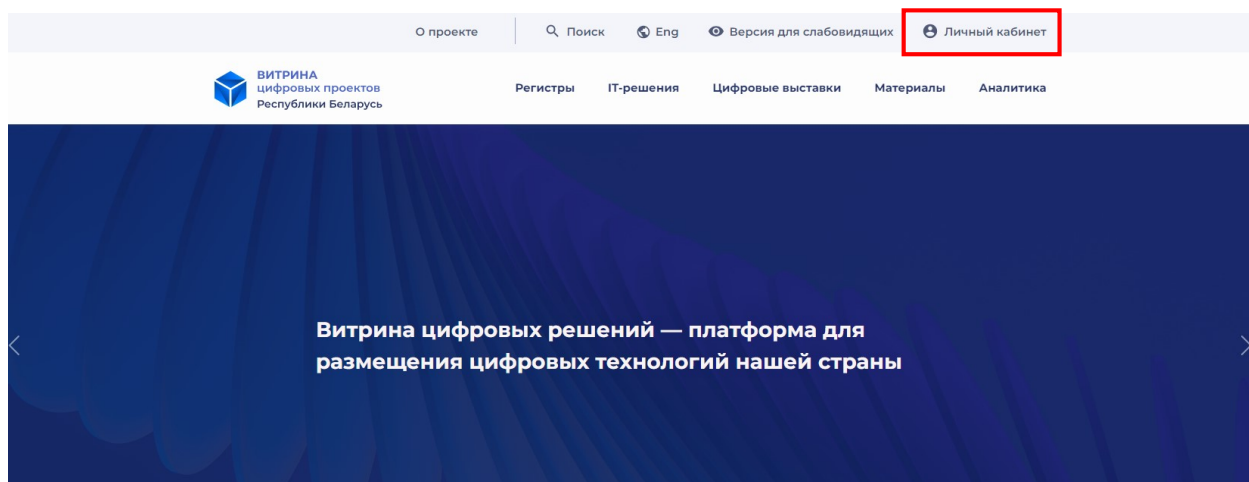 О проекте Поиск Eng Версия для слабовидящих Личный кабинет
ВИТРИНА
цифровых проектов
Республики Беларусь
Регистры IT-решения Цифровые выставки Материалы Аналитика
Витрина цифровых решений — платформа для
размещения цифровых технологий нашей страны